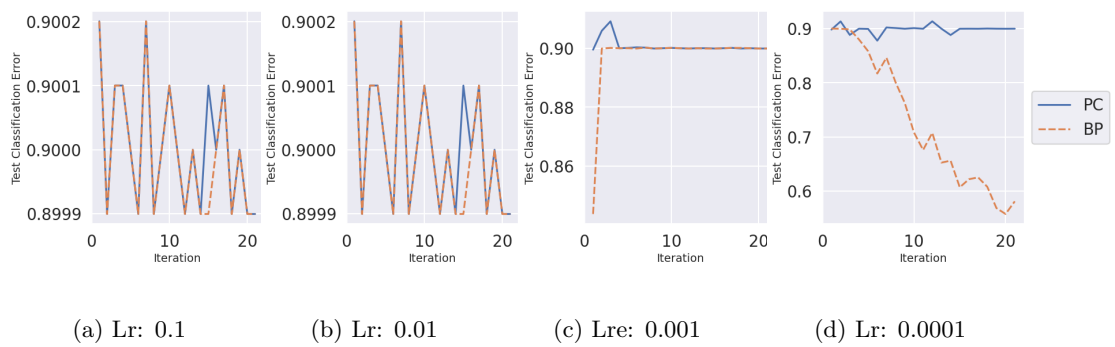 0.9002
0.9001
0.9000
0.8999
0
10
20
Test Classification Error
Iteration
0.9002
0.9001
0.9000
0.8999
0
10
20
Test Classification Error
Iteration
0.90
0.88
0.86
0
10
20
Test Classification Error
Iteration
0.9
0.8
0.7
0.6
0
10
20
Test Classification Error
Iteration
PC
BP
(a) Lr: 0.1
(b) Lr: 0.01
(c) Lre: 0.001
(d) Lr: 0.0001